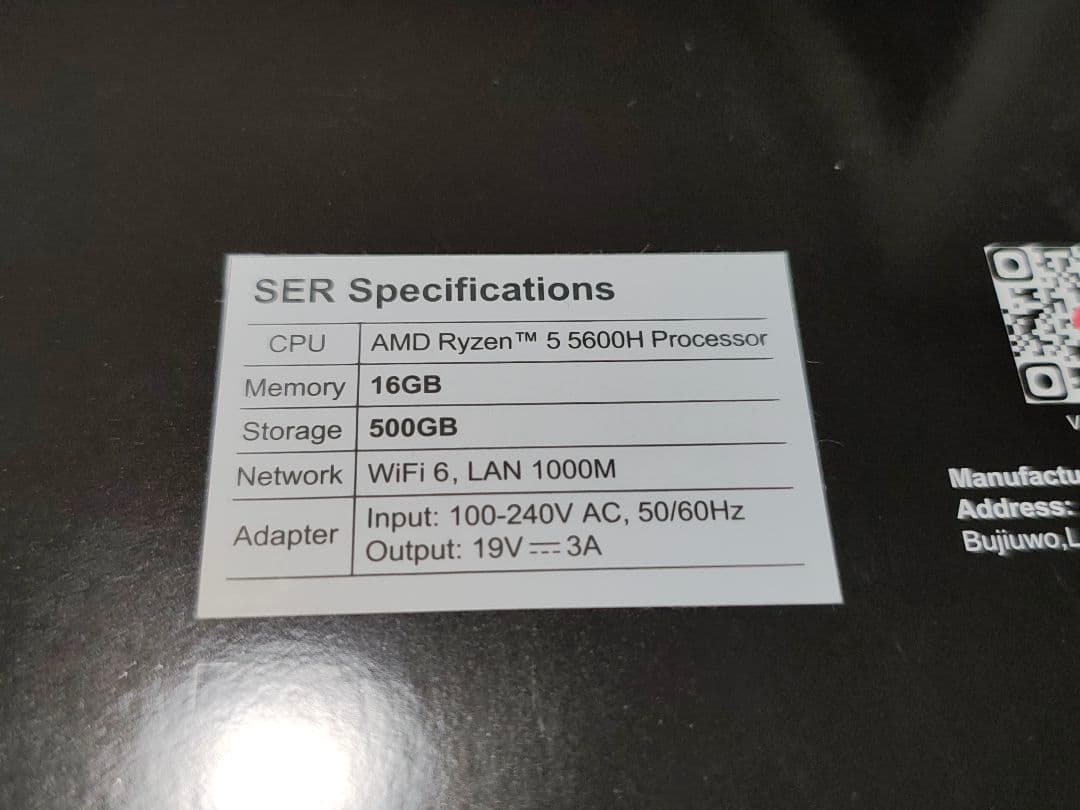 SER Specifications
CPU AMD Ryzen™ 5 5600H Processor
Memory 16GB
Storage 500GB
Network WiFi 6, LAN 1000M
Adapter Input: 100-240V AC, 50/60Hz
Output: 19V⎓3A
Address:
Bujiuwo,